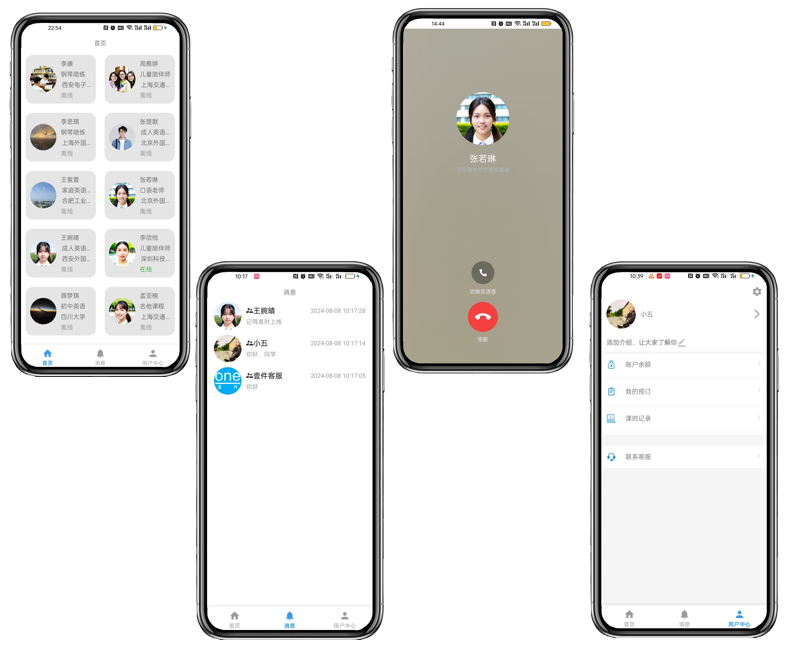 22:54
首页
李康
钢琴陪练
西安电子...
离线
周雅婷
儿童陪伴师
上海交通...
离线
李思琪
钢琴陪练
上海外国...
离线
张楚默
成人英语...
北京外国...
离线
王紫萱
家庭英语...
合肥工业...
离线
张若琳
口语老师
北京外国...
离线
王婉晴
成人英语...
西安外国...
离线
李欣悦
儿童陪伴师
深圳科技...
在线
薛梦琪
初中英语
四川大学
离线
孟亚楠
吉他课程
上海交通...
离线
首页
消息
用户中心
10:17
消息
王婉晴
2024-08-08 10:17:28
记得准时上线
小五
2024-08-08 10:17:14
你好，同学
壹件客服
2024-08-08 10:17:05
你好
one
首页
消息
用户中心
14:44
张若琳
切换至语音
挂断
10:39
小五
添加介绍，让大家了解你
账户余额
我的预订
课时记录
联系客服
首页
消息
用户中心